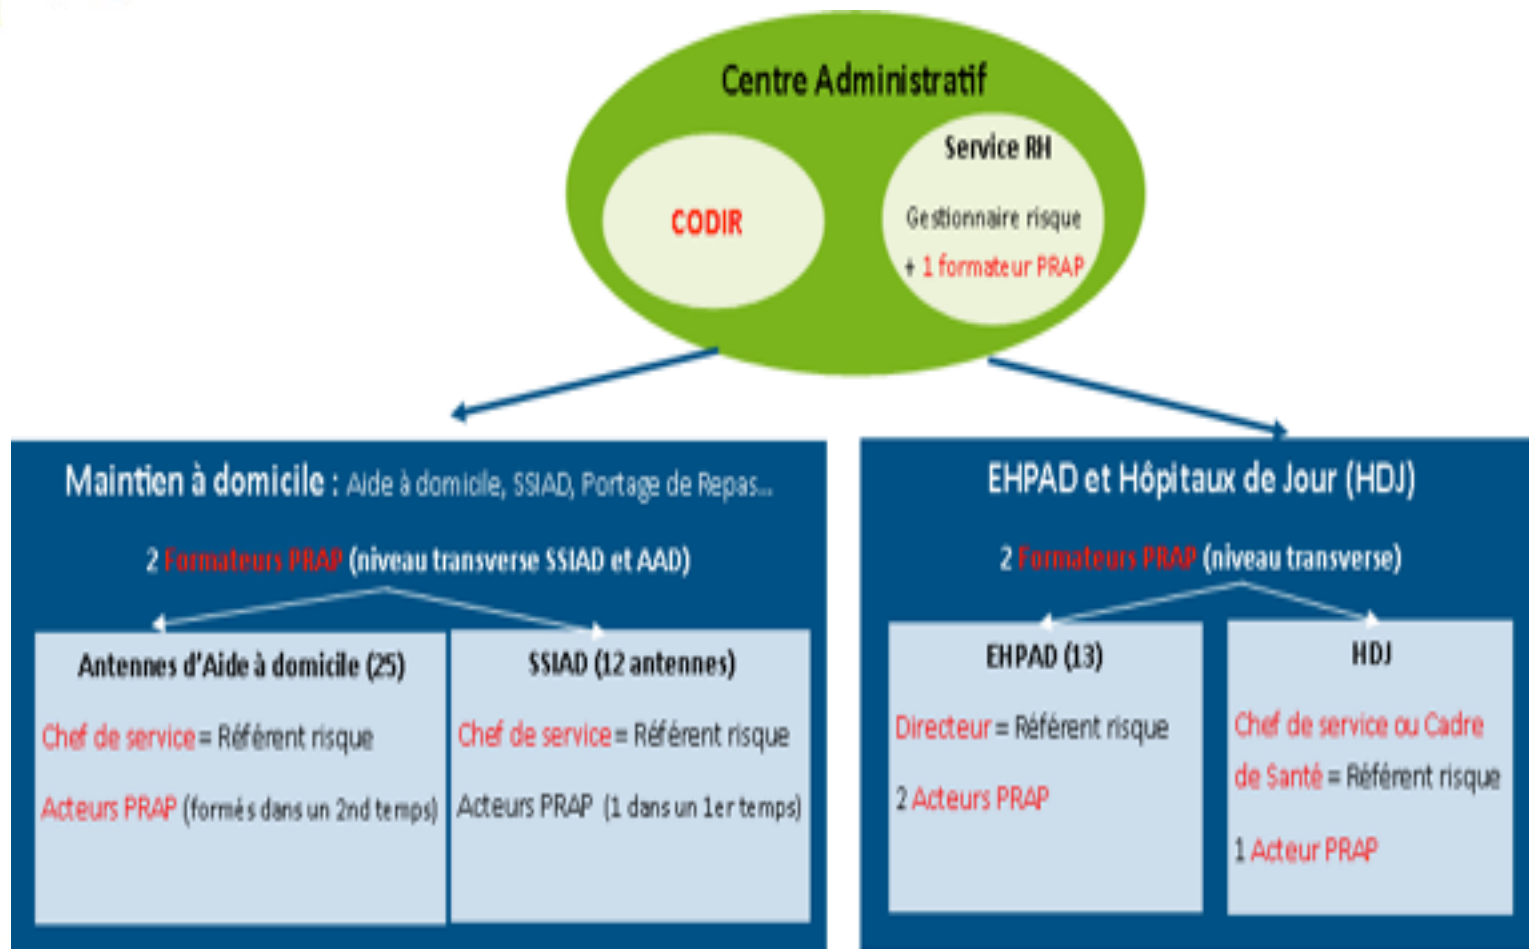 Centre Administratif
CODIR
Service RH
Gestionnaire risque
+ 1 formateur PRAP
Maintien à domicile : Aide à domicile, SSIAD, Portage de Repas...
2 Formateurs PRAP (niveau transverse SSIAD et AAD)
Antennes d'Aide à domicile (25)
Chef de service = Référent risque
Acteurs PRAP (formés dans un 2nd temps)
SSIAD (12 antennes)
Chef de service = Référent risque
Acteurs PRAP (1 dans un 1er temps)
EHPAD et Hôpitaux de Jour (HDJ)
2 Formateurs PRAP (niveau transverse)
EHPAD (13)
Directeur = Référent risque
2 Acteurs PRAP
HDJ
Chef de service ou Cadre
de Santé = Référent risque
1 Acteur PRAP